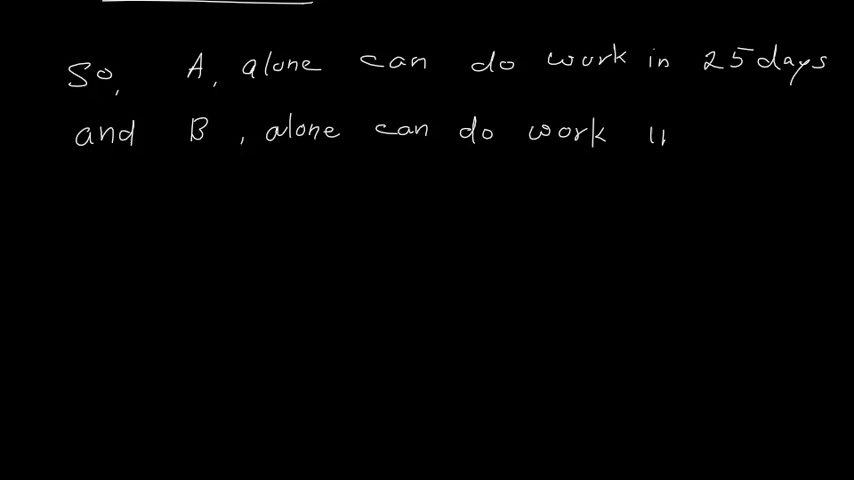 So, A, alone can do work in 25 days
and B, alone can do work